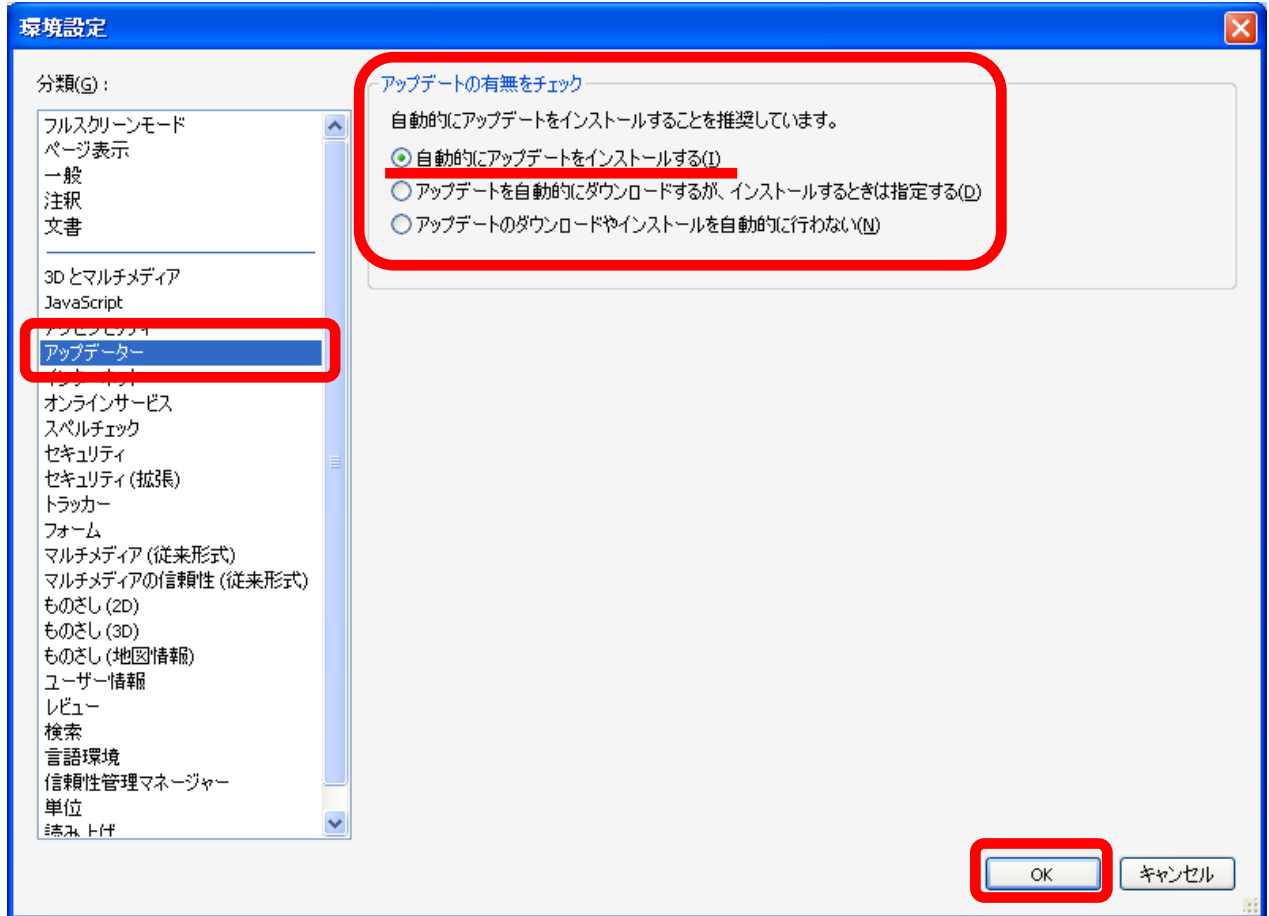 環境設定
分類(G):
フルスクリーンモード
ページ表示
一般
注釈
文書
3D とマルチメディア
JavaScript
アップデーター
オンラインサービス
スペルチェック
セキュリティ
セキュリティ (拡張)
トラッカー
フォーム
マルチメディア (従来形式)
マルチメディアの信頼性 (従来形式)
ものさし (2D)
ものさし (3D)
ものさし (地図情報)
ユーザー情報
レビュー
検索
言語環境
信頼性管理マネージャー
単位
読み上げ
アップデートの有無をチェック
自動的にアップデートをインストールすることを推奨しています。
自動的にアップデートをインストールする(I)
アップデートを自動的にダウンロードするが、インストールするときは指定する(D)
アップデートのダウンロードやインストールを自動的に行わない(N)
OK
キャンセル